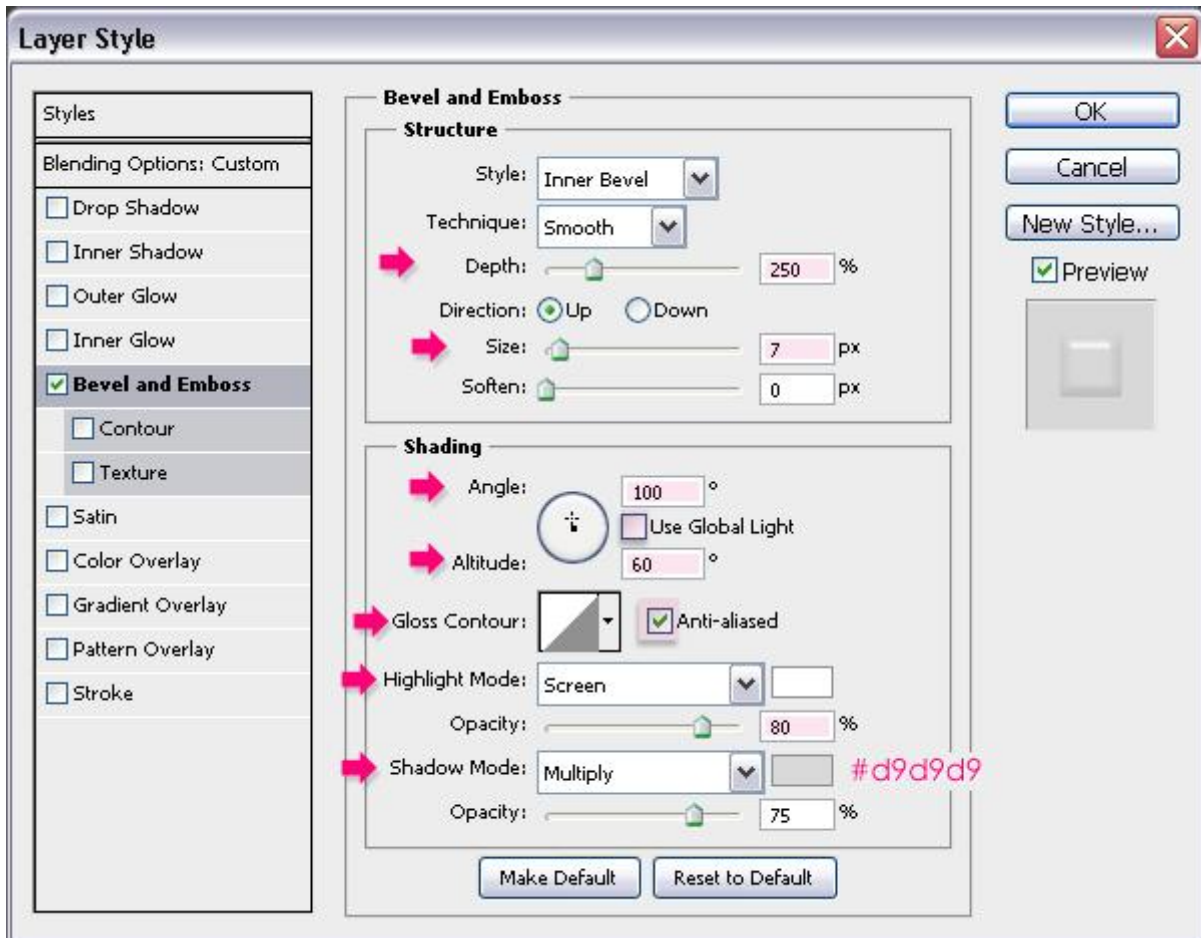 Layer Style
Styles
Blending Options: Custom
Drop Shadow
Inner Shadow
Outer Glow
Inner Glow
Bevel and Emboss
Contour
Texture
Satin
Color Overlay
Gradient Overlay
Pattern Overlay
Stroke
Bevel and Emboss
Structure
Style: Inner Bevel
Technique: Smooth
Depth: 250 %
Direction: Up Down
Size: 7 px
Soften: 0 px
Shading
Angle: 100 °
Use Global Light
Altitude: 60 °
Gloss Contour: Anti-aliased
Highlight Mode: Screen
Opacity: 80 %
Shadow Mode: Multiply #d9d9d9
Opacity: 75 %
Make Default Reset to Default
OK
Cancel
New Style...
Preview